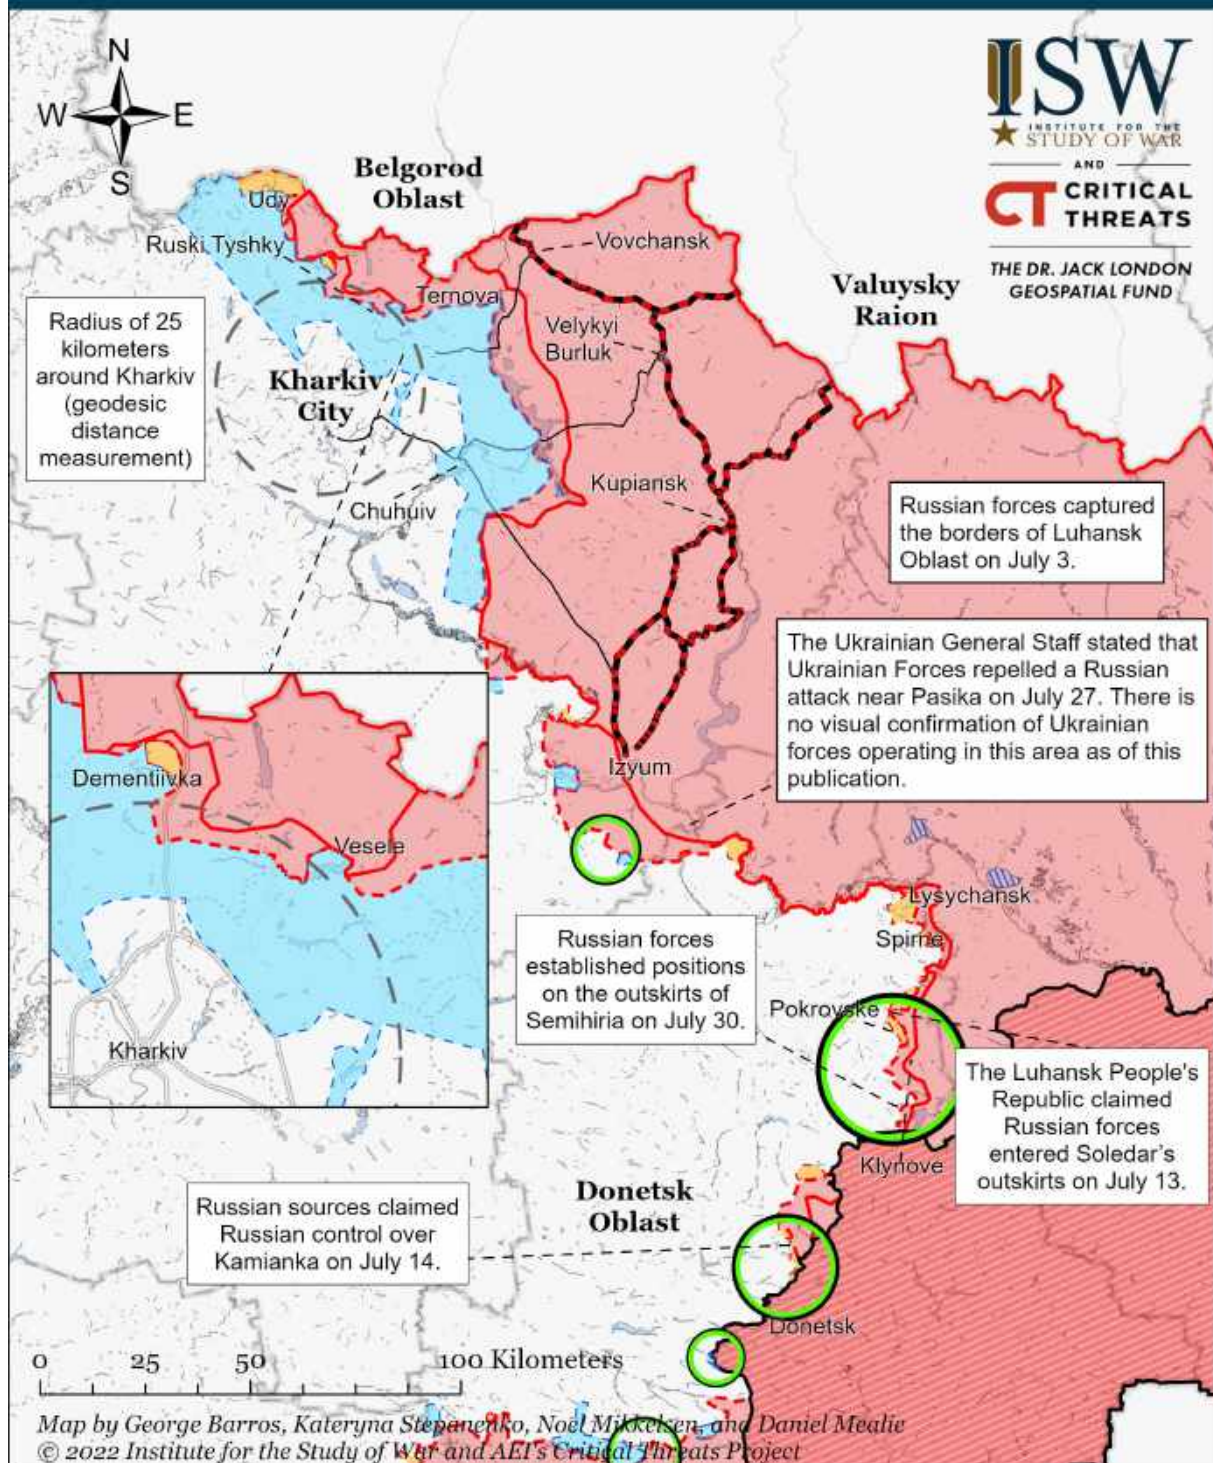 N
W E
S
ISW
INSTITUTE FOR THE
STUDY OF WAR
AND
CT CRITICAL
THREATS
THE DR. JACK LONDON
GEOSPATIAL FUND
Belgorod
Oblast
Udy
Ruski Tyshky
Vovchansk
Ternova
Valuysky
Raion
Velykyi
Burluk
Radius of 25
kilometers
around Kharkiv
(geodesic
distance
measurement)
Kharkiv
City
Kupiansk
Chuhuiv
Russian forces captured
the borders of Luhansk
Oblast on July 3.
The Ukrainian General Staff stated that
Ukrainian Forces repelled a Russian
attack near Pasika on July 27. There is
no visual confirmation of Ukrainian
forces operating in this area as of this
publication.
Izyum
Dementiivka
Vesele
Kharkiv
Lysychansk
Spirne
Russian forces
established positions
on the outskirts of
Semihiria on July 30.
Pokrovske
The Luhansk People's
Republic claimed
Russian forces
entered Soledar's
outskirts on July 13.
Klynove
Donetsk
Oblast
Russian sources claimed
Russian control over
Kamianka on July 14.
Donetsk
0 25 50 100 Kilometers
Map by George Barros, Kateryna Stepanenko, Noel Mikkelsen, and Daniel Mealie
© 2022 Institute for the Study of War and AEI's Critical Threats Project